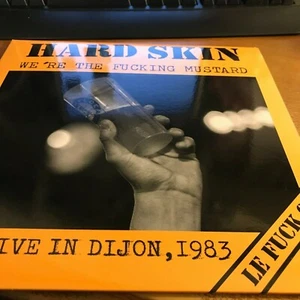 HARD SKIN
WE'RE THE FUCKING MUSTARD
IVE IN DIJON, 1983
LE FUCK